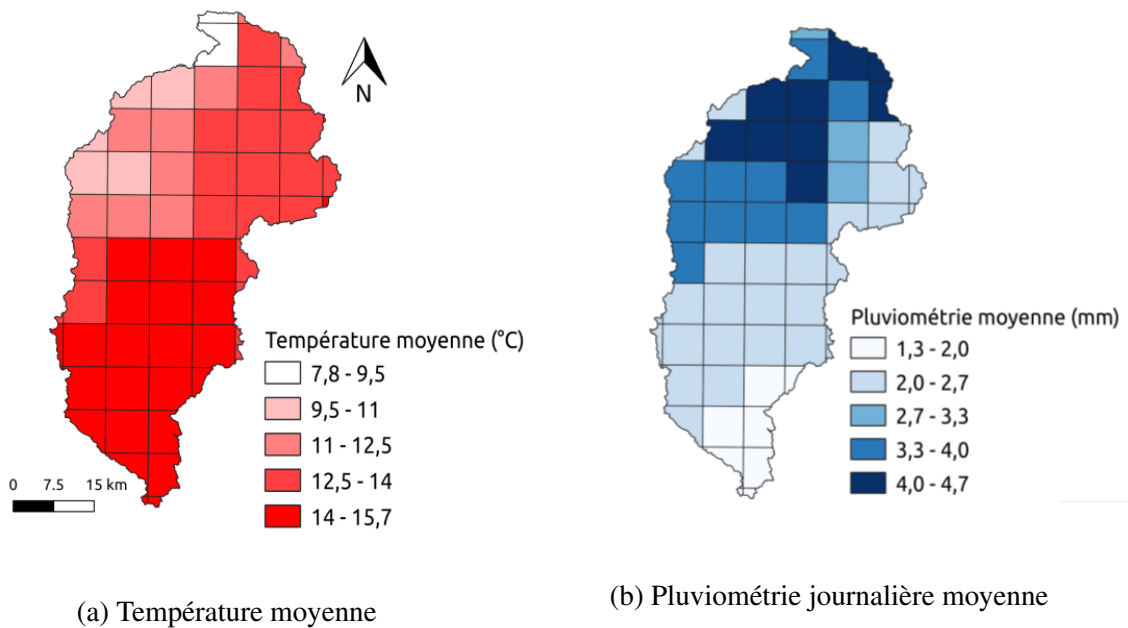 N
Température moyenne (°C)
7,8 - 9,5
9,5 - 11
11 - 12,5
12,5 - 14
14 - 15,7
0 7.5 15 km
(a) Température moyenne
Pluviométrie moyenne (mm)
1,3 - 2,0
2,0 - 2,7
2,7 - 3,3
3,3 - 4,0
4,0 - 4,7
(b) Pluviométrie journalière moyenne